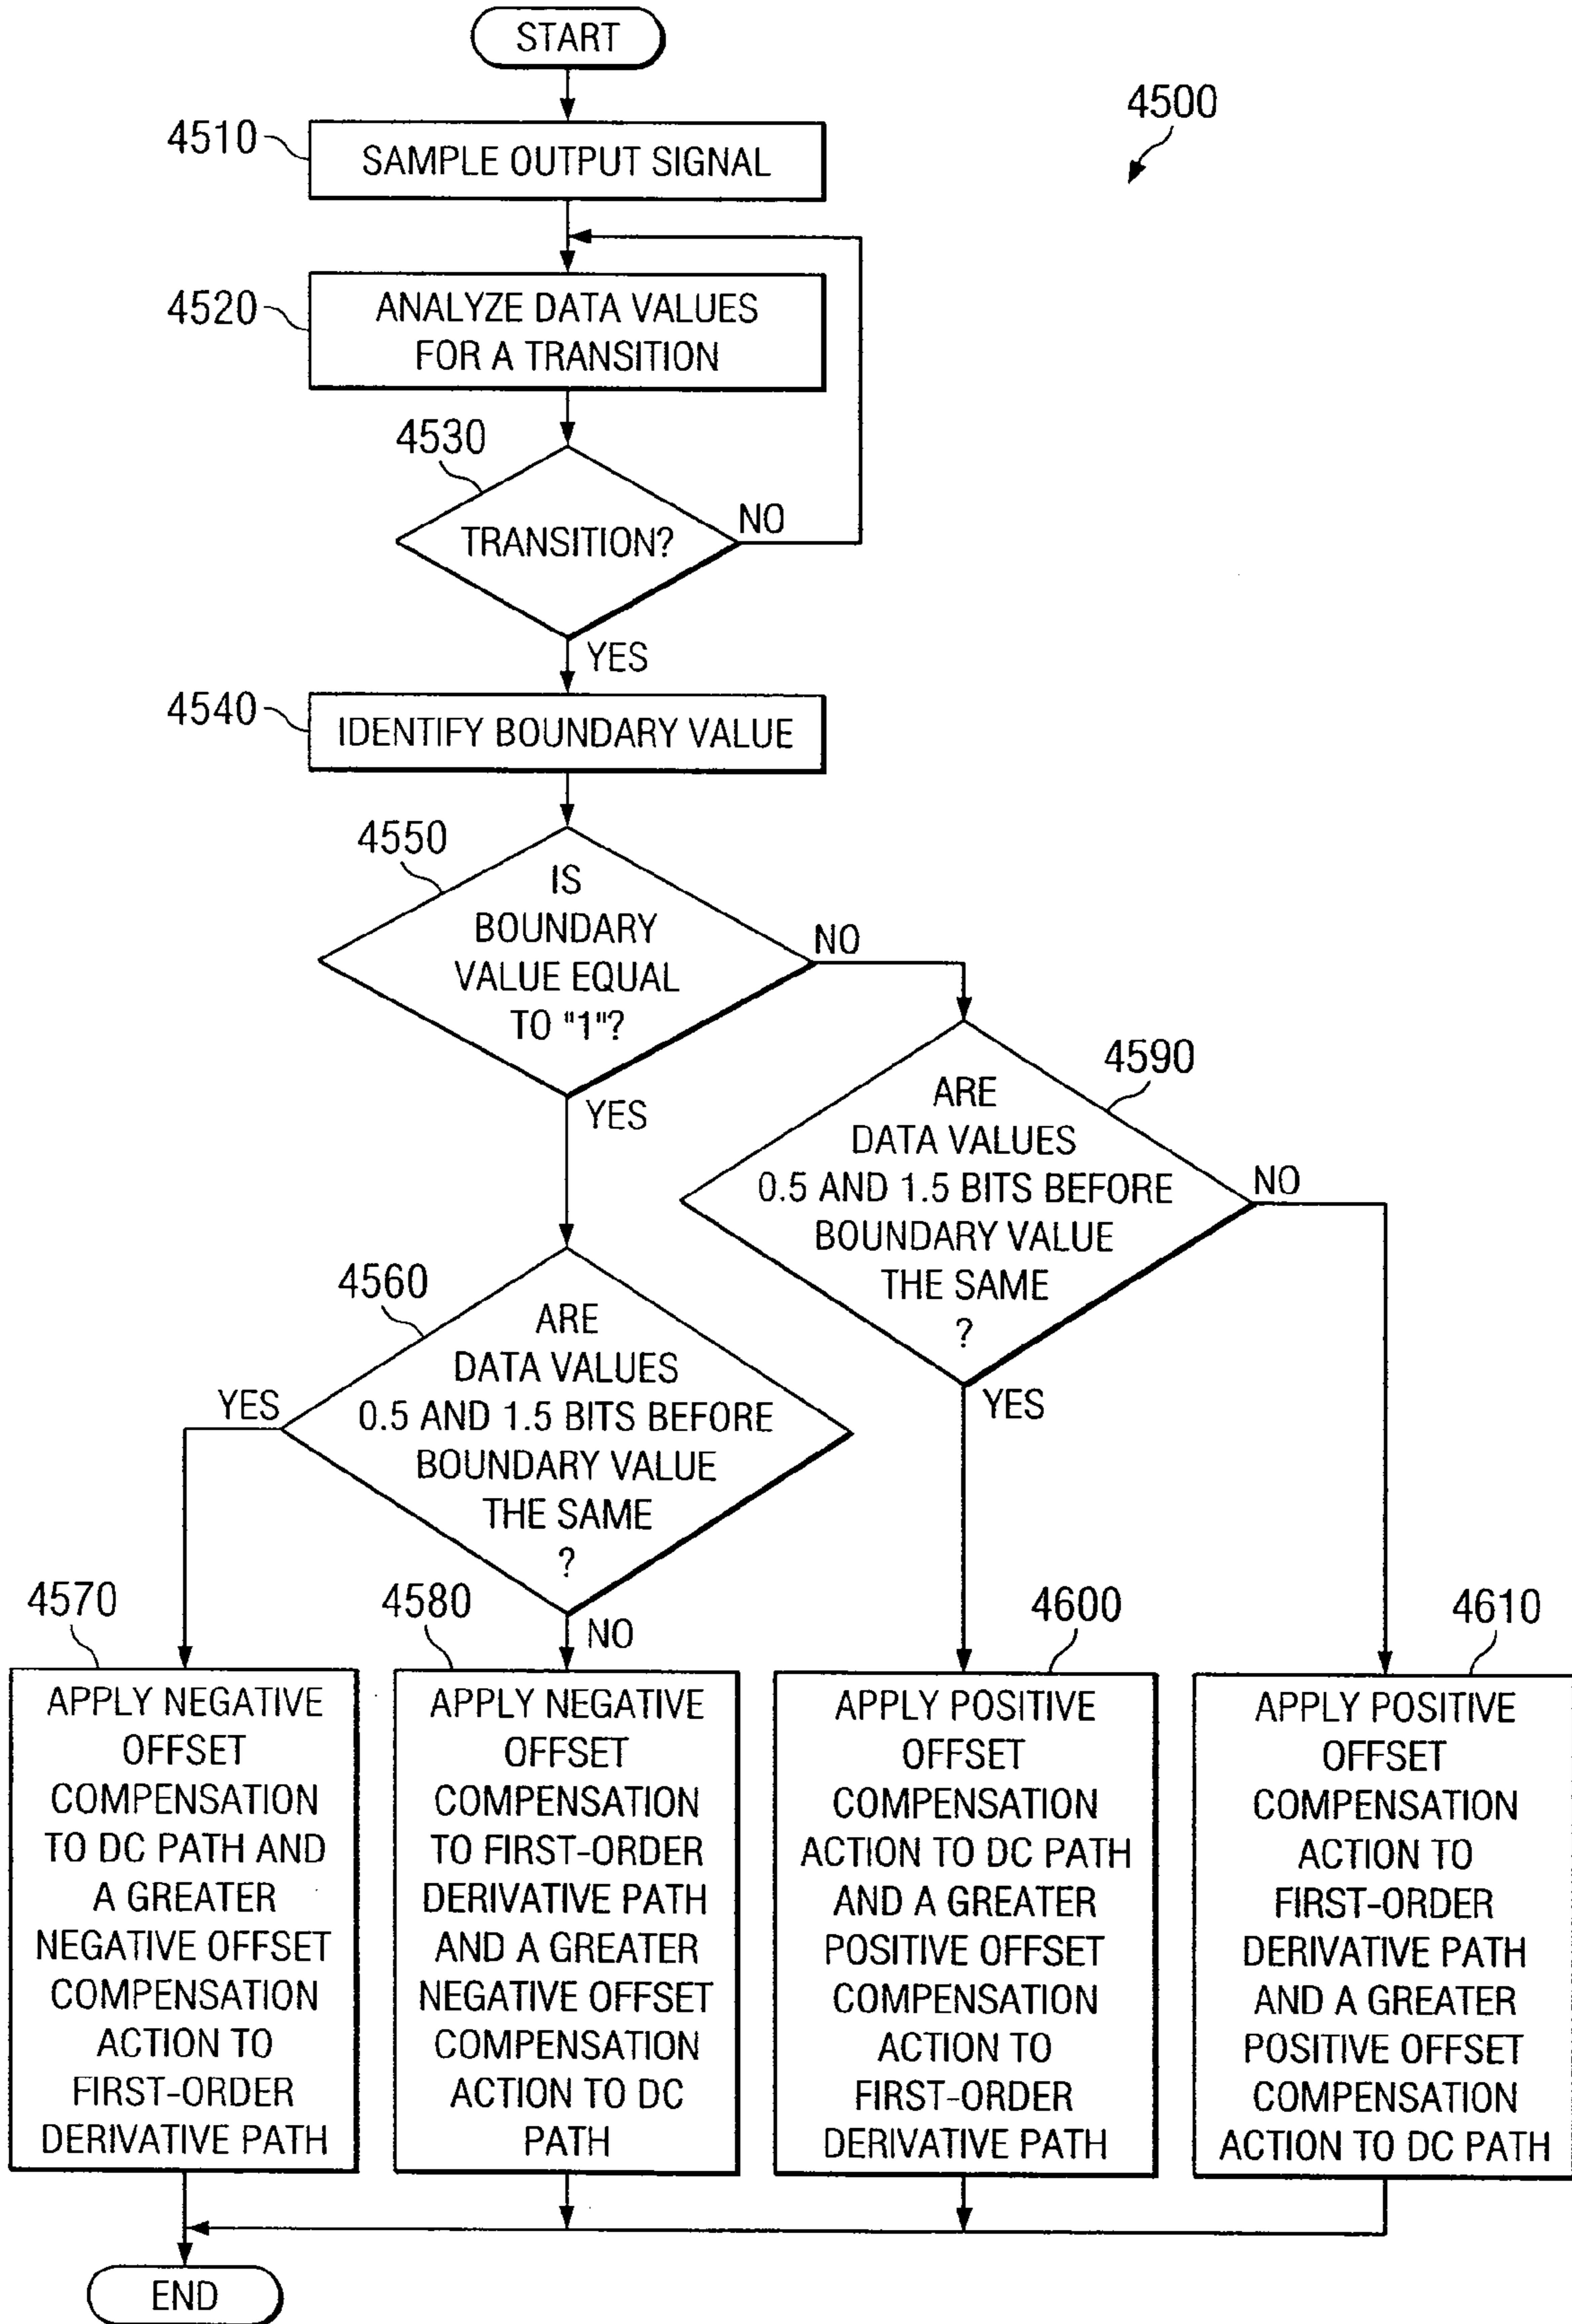 START
4500
4510
SAMPLE OUTPUT SIGNAL
4520
ANALYZE DATA VALUES
FOR A TRANSITION
4530
TRANSITION?
NO
YES
4540
IDENTIFY BOUNDARY VALUE
4550
IS
BOUNDARY
VALUE EQUAL
TO "1"?
NO
YES
4590
ARE
DATA VALUES
0.5 AND 1.5 BITS BEFORE
BOUNDARY VALUE
THE SAME
?
NO
YES
4560
ARE
DATA VALUES
0.5 AND 1.5 BITS BEFORE
BOUNDARY VALUE
THE SAME
?
YES
NO
4570
APPLY NEGATIVE
OFFSET
COMPENSATION
TO DC PATH AND
A GREATER
NEGATIVE OFFSET
COMPENSATION
ACTION TO
FIRST-ORDER
DERIVATIVE PATH
4580
APPLY NEGATIVE
OFFSET
COMPENSATION
TO FIRST-ORDER
DERIVATIVE PATH
AND A GREATER
NEGATIVE OFFSET
COMPENSATION
ACTION TO DC
PATH
4600
APPLY POSITIVE
OFFSET
COMPENSATION
ACTION TO DC PATH
AND A GREATER
POSITIVE OFFSET
COMPENSATION
ACTION TO
FIRST-ORDER
DERIVATIVE PATH
4610
APPLY POSITIVE
OFFSET
COMPENSATION
ACTION TO
FIRST-ORDER
DERIVATIVE PATH
AND A GREATER
POSITIVE OFFSET
COMPENSATION
ACTION TO DC PATH
END